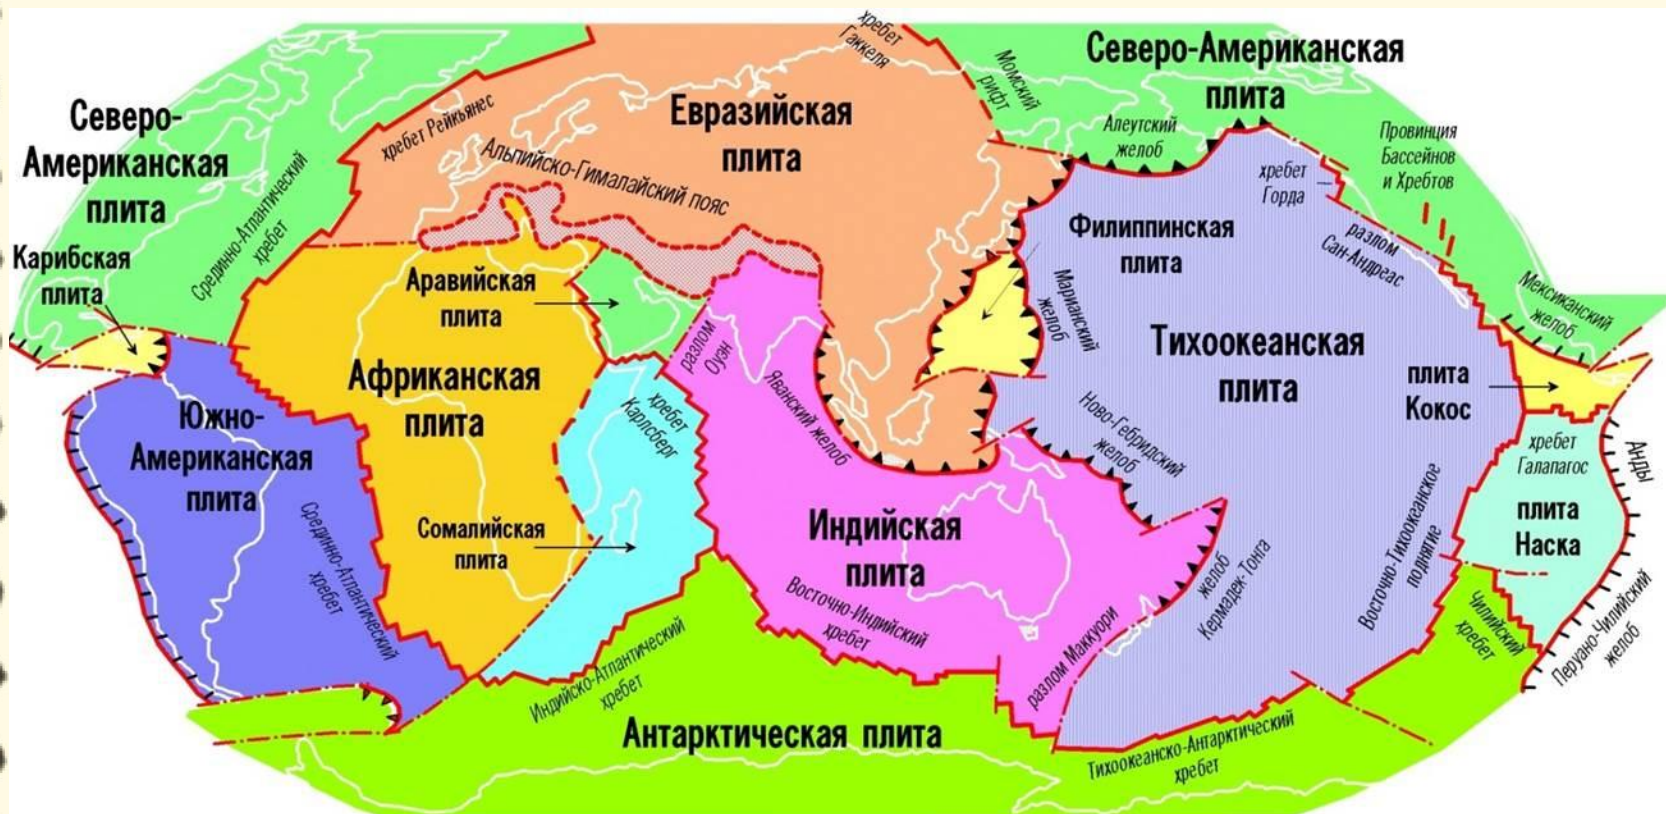 Северо-
Американская
плита
Карибская
плита
Срединно-Атлантический
хребет
хребет Рейкьянес
Альпийско-Гималайский пояс
Евразийская
плита
хребет
Гаккеля
Момский
рифт
Северо-Американская
плита
Алеутский
желоб
Провинция
Бассейнов
и Хребтов
хребет
Горда
разлом
Сан-Андреас
Мексиканский
желоб
Филиппинская
плита
Марианский
желоб
Тихоокеанская
плита
плита
Кокос
Аравийская
плита
Африканская
плита
разлом
Оуэн
хребет
Карлсберг
Яванский желоб
Ново-Гебридский
желоб
хребет
Галапагос
Анды
плита
Наска
Южно-
Американская
плита
Срединно-Атлантический
хребет
Сомалийская
плита
Индийская
плита
Восточно-Индийский
хребет
разлом Маккуори
желоб
Кермадек-Тонга
Восточно-Тихоокеанское
поднятие
Чилийский
хребет
Перуано-Чилийский
желоб
Индийско-Атлантический
хребет
Антарктическая плита
Тихоокеанско-Антарктический
хребет